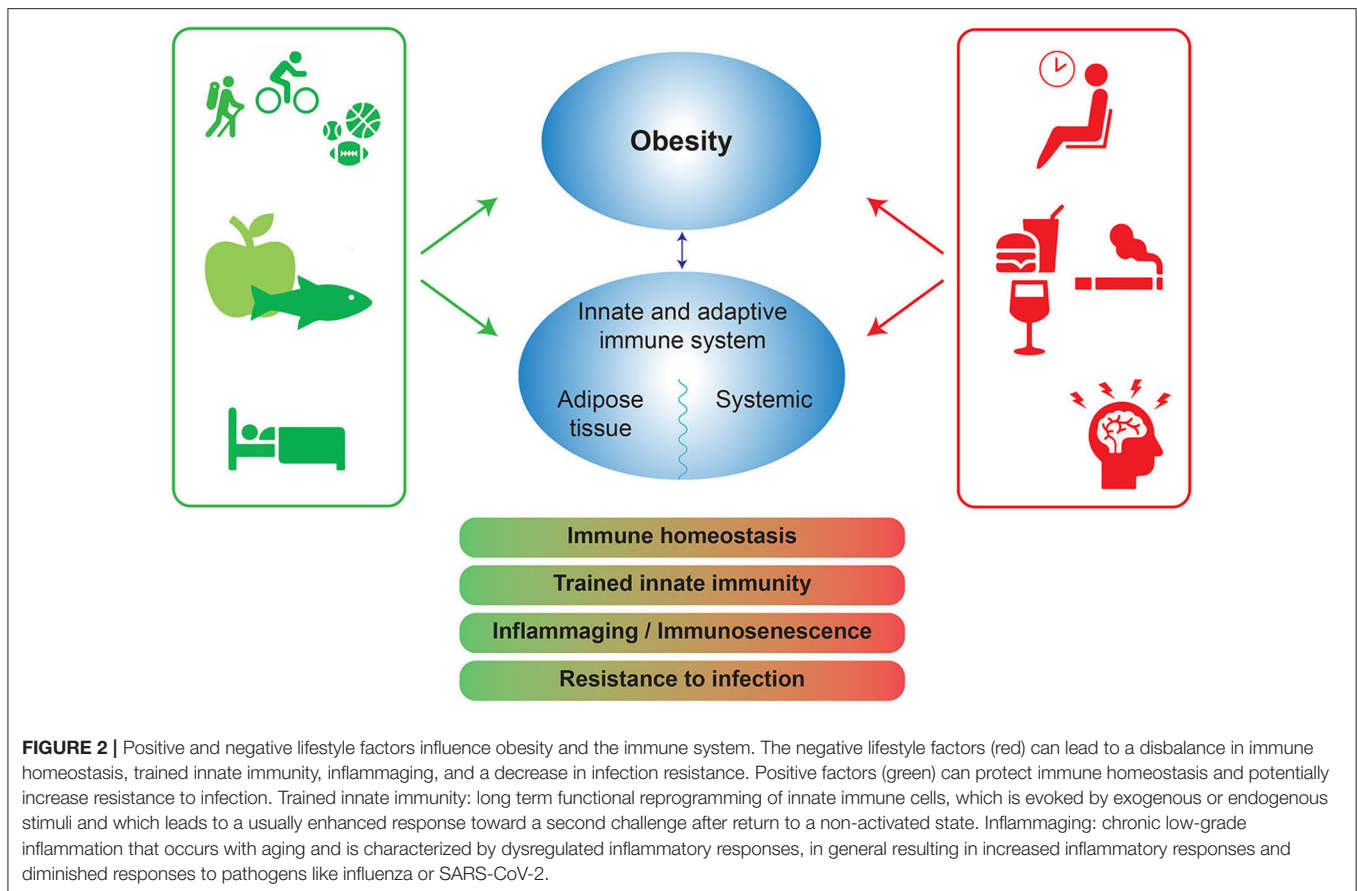 Obesity
Innate and adaptive
immune system
Adipose
tissue
Systemic
Immune homeostasis
Trained innate immunity
Inflammaging / Immunosenescence
Resistance to infection
FIGURE 2 | Positive and negative lifestyle factors influence obesity and the immune system. The negative lifestyle factors (red) can lead to a disbalance in immune
homeostasis, trained innate immunity, inflammaging, and a decrease in infection resistance. Positive factors (green) can protect immune homeostasis and potentially
increase resistance to infection. Trained innate immunity: long term functional reprogramming of innate immune cells, which is evoked by exogenous or endogenous
stimuli and which leads to a usually enhanced response toward a second challenge after return to a non-activated state. Inflammaging: chronic low-grade
inflammation that occurs with aging and is characterized by dysregulated inflammatory responses, in general resulting in increased inflammatory responses and
diminished responses to pathogens like influenza or SARS-CoV-2.